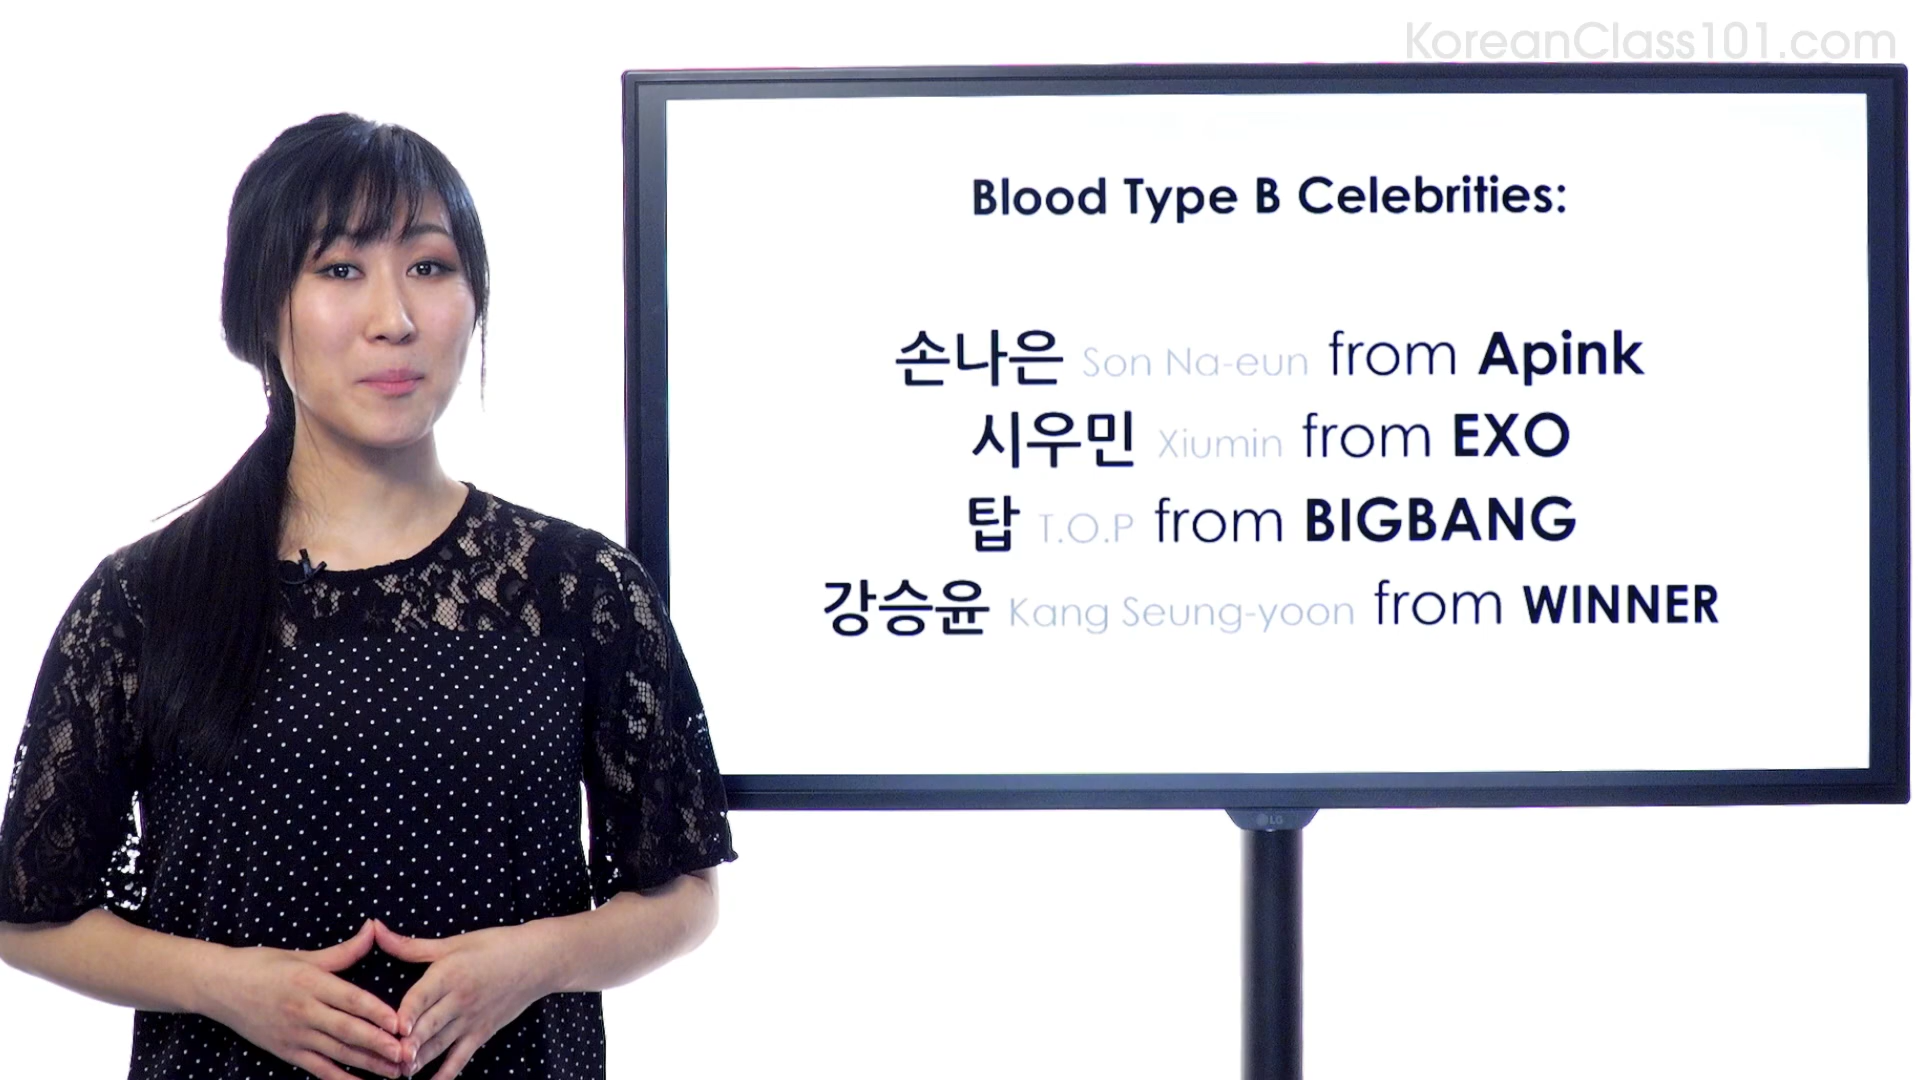 KoreanClass101.com
Blood Type B Celebrities:
손나은 Son Na-eun from Apink
시우민 Xiumin from EXO
탑 T.O.P from BIGBANG
강승윤 Kang Seung-yoon from WINNER
LG